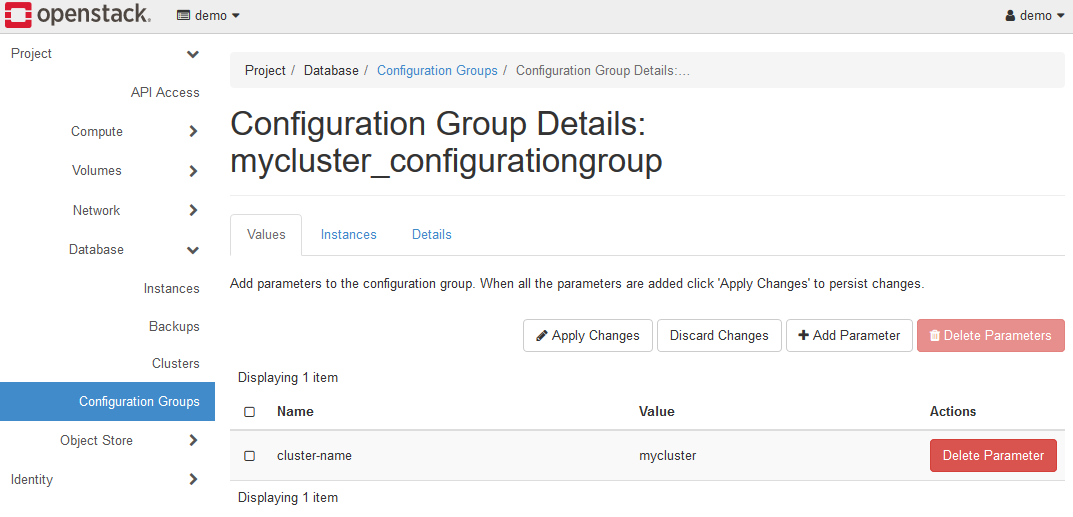 openstack. demo demo
Project
API Access
Compute
Volumes
Network
Database
Instances
Backups
Clusters
Configuration Groups
Object Store
Identity
Project / Database / Configuration Groups / Configuration Group Details:...
Configuration Group Details:
mycluster_configurationgroup
Values Instances Details
Add parameters to the configuration group. When all the parameters are added click 'Apply Changes' to persist changes.
Apply Changes Discard Changes Add Parameter Delete Parameters
Displaying 1 item
Name Value Actions
cluster-name mycluster Delete Parameter
Displaying 1 item